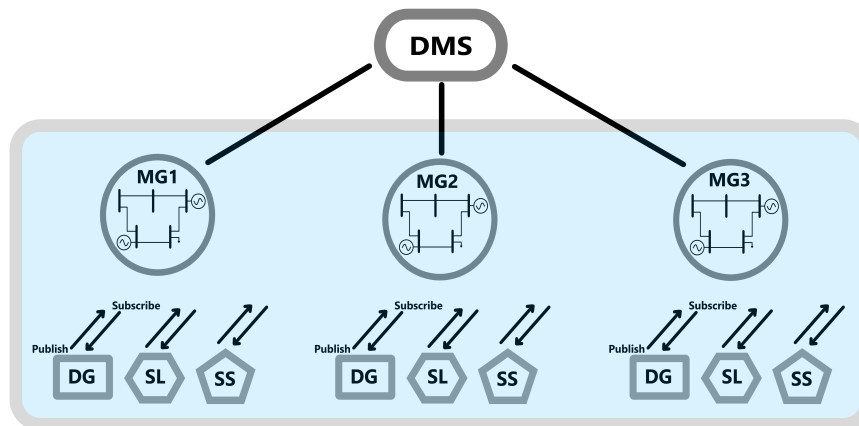 DMS
MG1
MG2
MG3
Subscribe
Subscribe
Subscribe
Publish
Publish
Publish
DG
SL
SS
DG
SL
SS
DG
SL
SS